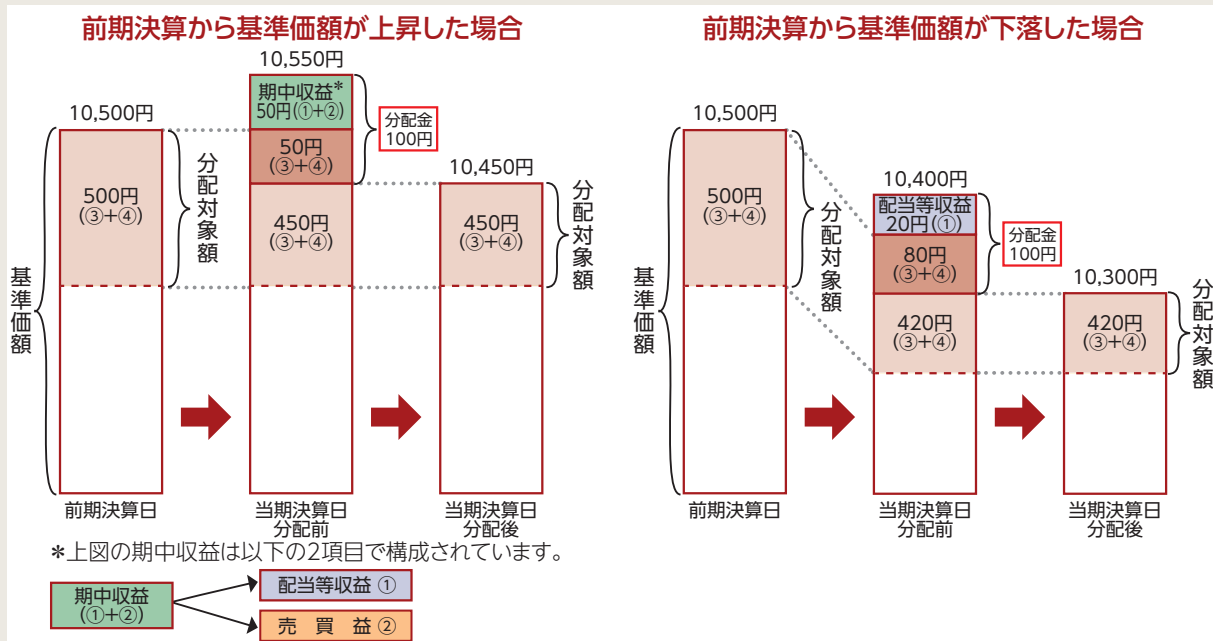 前期決算から基準価額が上昇した場合
10,500円
500円
(③+④)
分配対象額
基準価額
前期決算日
10,550円
期中収益*
50円(①+②)
50円
(③+④)
450円
(③+④)
分配金
100円
当期決算日
分配前
10,450円
450円
(③+④)
分配対象額
当期決算日
分配後
*上図の期中収益は以下の2項目で構成されています。
期中収益
(①+②)
配当等収益 ①
売 買 益 ②
前期決算から基準価額が下落した場合
10,500円
500円
(③+④)
分配対象額
基準価額
前期決算日
10,400円
配当等収益
20円(①)
80円
(③+④)
420円
(③+④)
分配金
100円
当期決算日
分配前
10,300円
420円
(③+④)
分配対象額
当期決算日
分配後